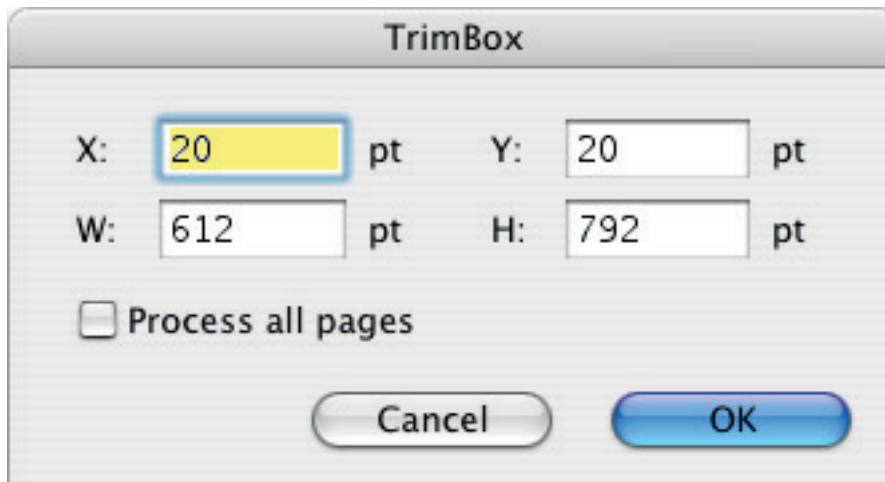 TrimBox
X: 20 pt Y: 20 pt
W: 612 pt H: 792 pt
Process all pages
Cancel OK